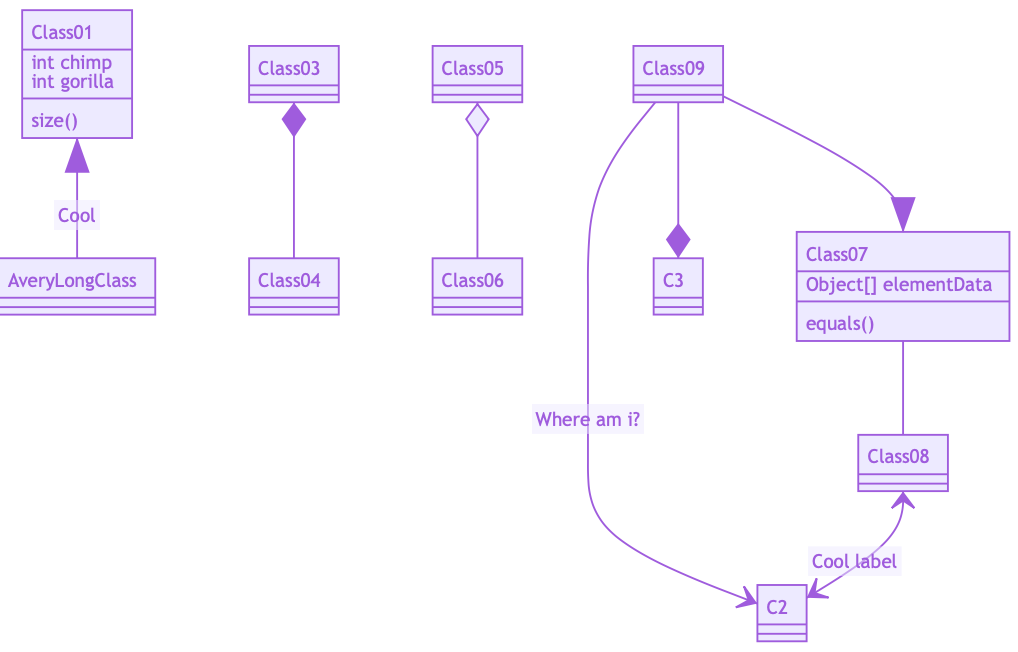 Class01
int chimp
int gorilla
size()
Cool
AveryLongClass
Class03
Class04
Class05
Class06
Class09
C3
Class07
Object[] elementData
equals()
Where am i?
Class08
Cool label
C2